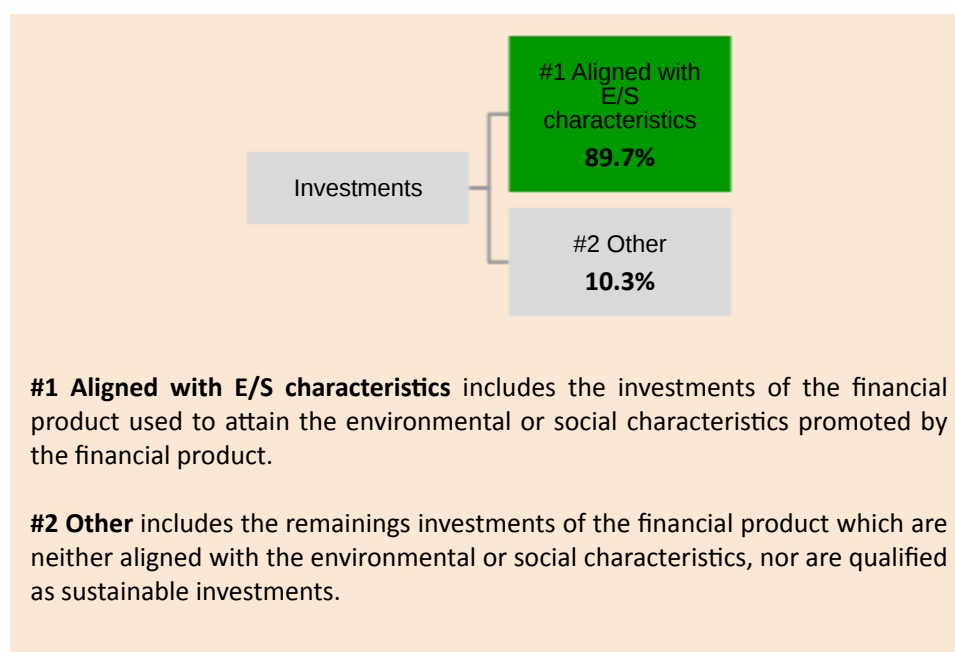 #1 Aligned with
E/S
characteristics
89.7%
Investments
#2 Other
10.3%
#1 Aligned with E/S characteristics includes the investments of the financial
product used to attain the environmental or social characteristics promoted by
the financial product.
#2 Other includes the remainings investments of the financial product which are
neither aligned with the environmental or social characteristics, nor are qualified
as sustainable investments.